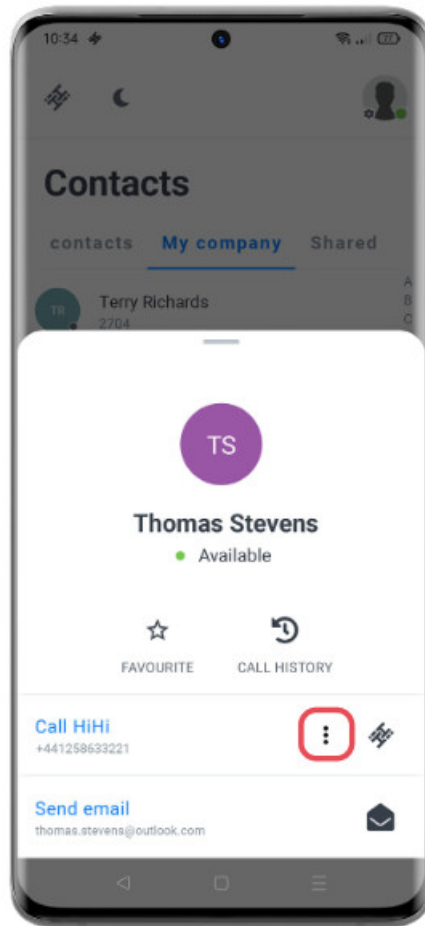 10:34
27
Contacts
contacts My company Shared
A
TR Terry Richards
B
2704
C
TS
Thomas Stevens
Available
FAVOURITE CALL HISTORY
Call HiHi
+441258633221
Send email
thomas.stevens@outlook.com